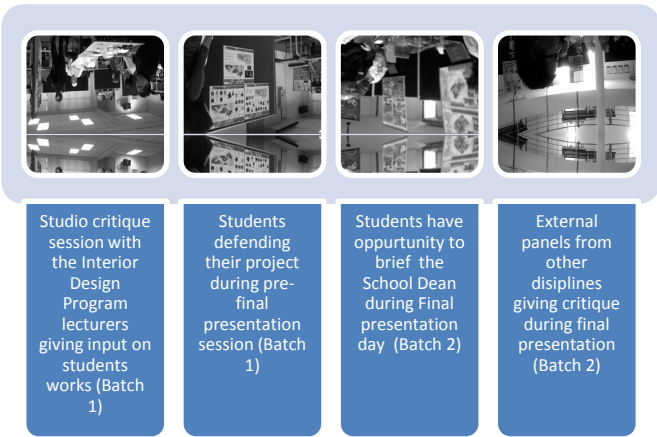 Studio critique
session with
the Interior
Design
Program
lecturers
giving input on
students
works (Batch
1)
Students
defending
their project
during pre-
final
presentation
session (Batch
1)
Students have
oppurtunity to
brief the
School Dean
during Final
presentation
day (Batch 2)
External
panels from
other
disiplines
giving critique
during final
presentation
(Batch 2)